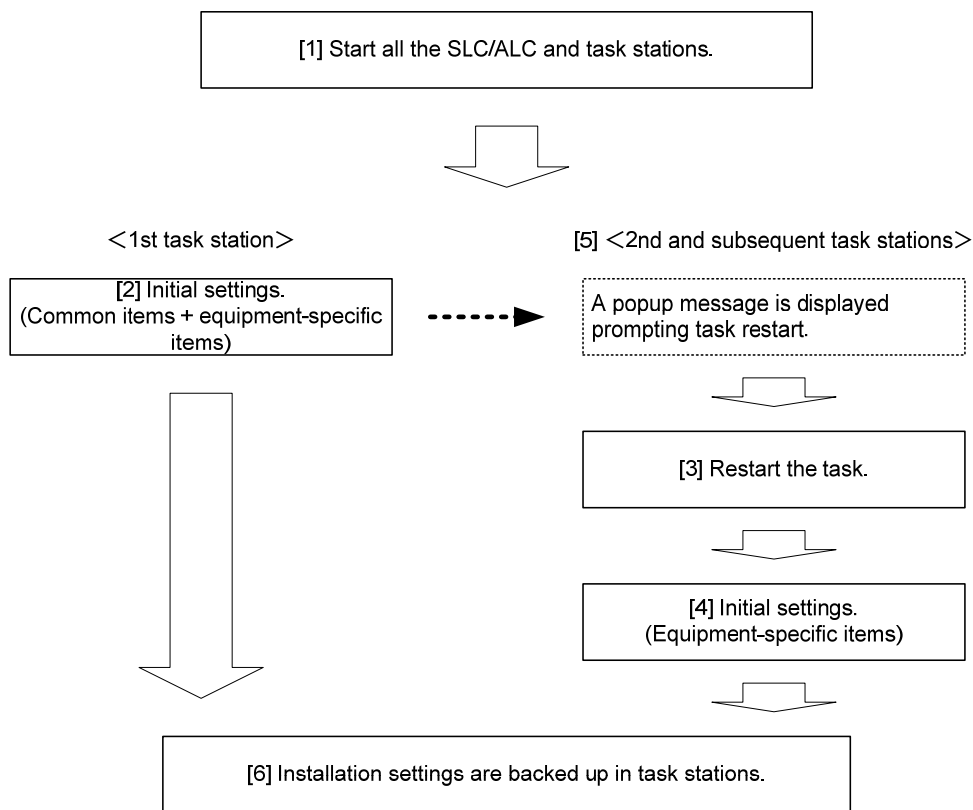 [1] Start all the SLC/ALC and task stations.
<1st task station>
[5] <2nd and subsequent task stations>
[2] Initial settings.
(Common items + equipment-specific
items)
A popup message is displayed
prompting task restart.
[3] Restart the task.
[4] Initial settings.
(Equipment-specific items)
[6] Installation settings are backed up in task stations.